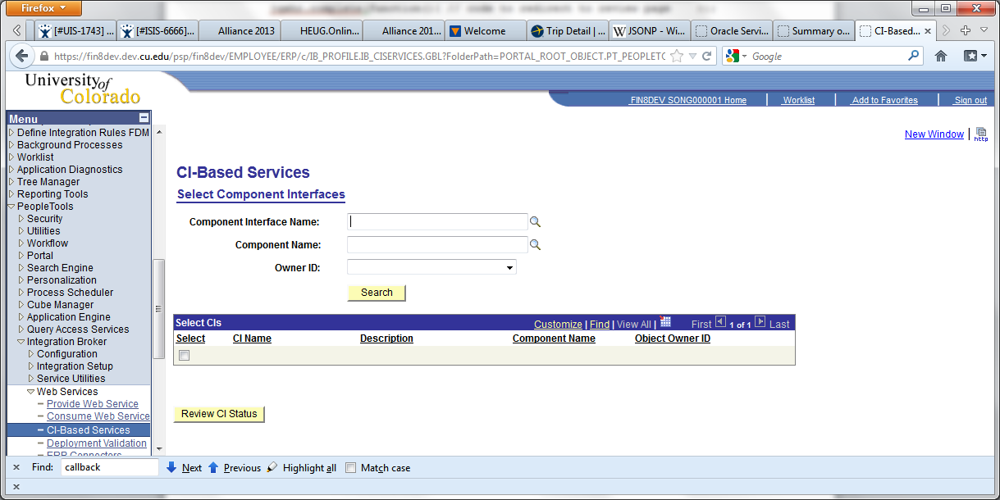 Firefox
[#UIS-1743] ...
[#ISIS-6666]...
Alliance 2013
HEUG.Onlin...
Alliance 201...
Welcome
Trip Detail | ...
JSONP - Wi...
Oracle Servi...
Summary o...
CI-Based...
https://fin8dev.dev.cu.edu/psp/fin8dev/EMPLOYEE/ERP/c/IB_PROFILE.IB_CISERVICES.GBL?FolderPath=PORTAL_ROOT_OBJECT.PT_PEOPLETC
Google
University of
Colorado
FIN8DEV SONG000001 Home
Worklist
Add to Favorites
Sign out
New Window
http
Menu
Define Integration Rules FDM
Background Processes
Worklist
Application Diagnostics
Tree Manager
Reporting Tools
PeopleTools
Security
Utilities
Workflow
Portal
Search Engine
Personalization
Process Scheduler
Cube Manager
Application Engine
Query Access Services
Integration Broker
Configuration
Integration Setup
Service Utilities
Web Services
Provide Web Service
Consume Web Service
CI-Based Services
Deployment Validation
ERP Connectors
CI-Based Services
Select Component Interfaces
Component Interface Name:
Component Name:
Owner ID:
Search
Select CIs
Customize | Find | View All |
First 1 of 1 Last
Select CI Name Description Component Name Object Owner ID
Review CI Status
Find: callback Next Previous Highlight all Match case